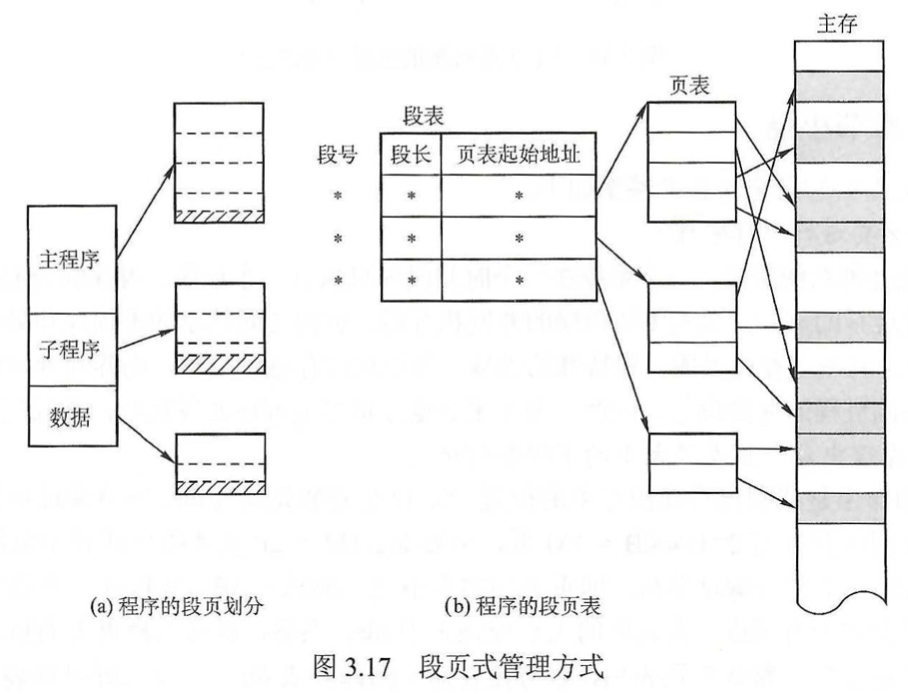 主存
页表
段表
段号 段长 页表起始地址
* * *
* * *
* * *
主程序
子程序
数据
(a) 程序的段页划分
(b) 程序的段页表
图 3.17 段页式管理方式